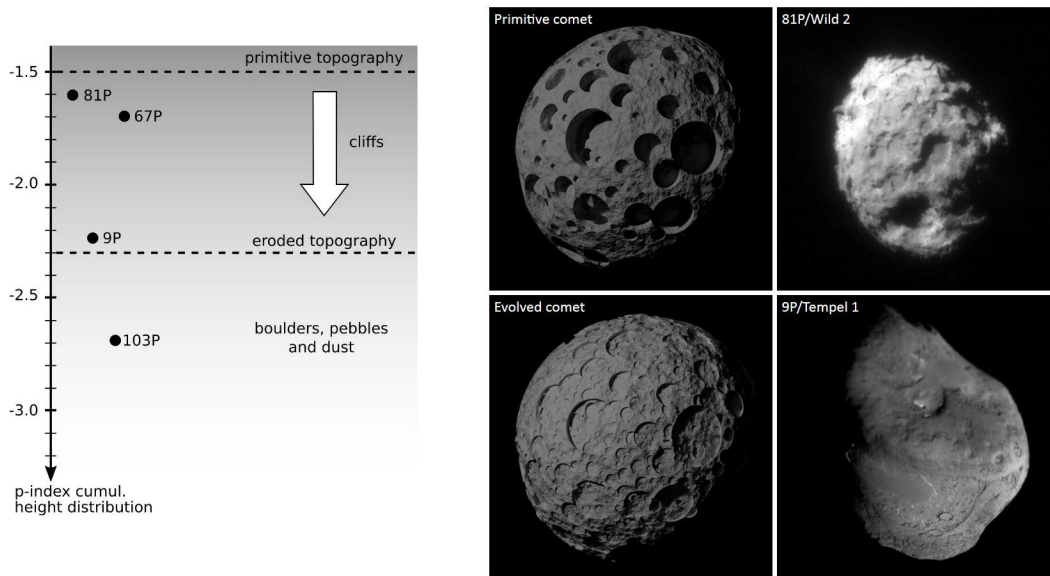 primitive topography
-1.5
81P
67P
cliffs
-2.0
9P
eroded topography
-2.5
boulders, pebbles
and dust
103P
-3.0
p-index cumul.
height distribution
Primitive comet
81P/Wild 2
Evolved comet
9P/Tempel 1